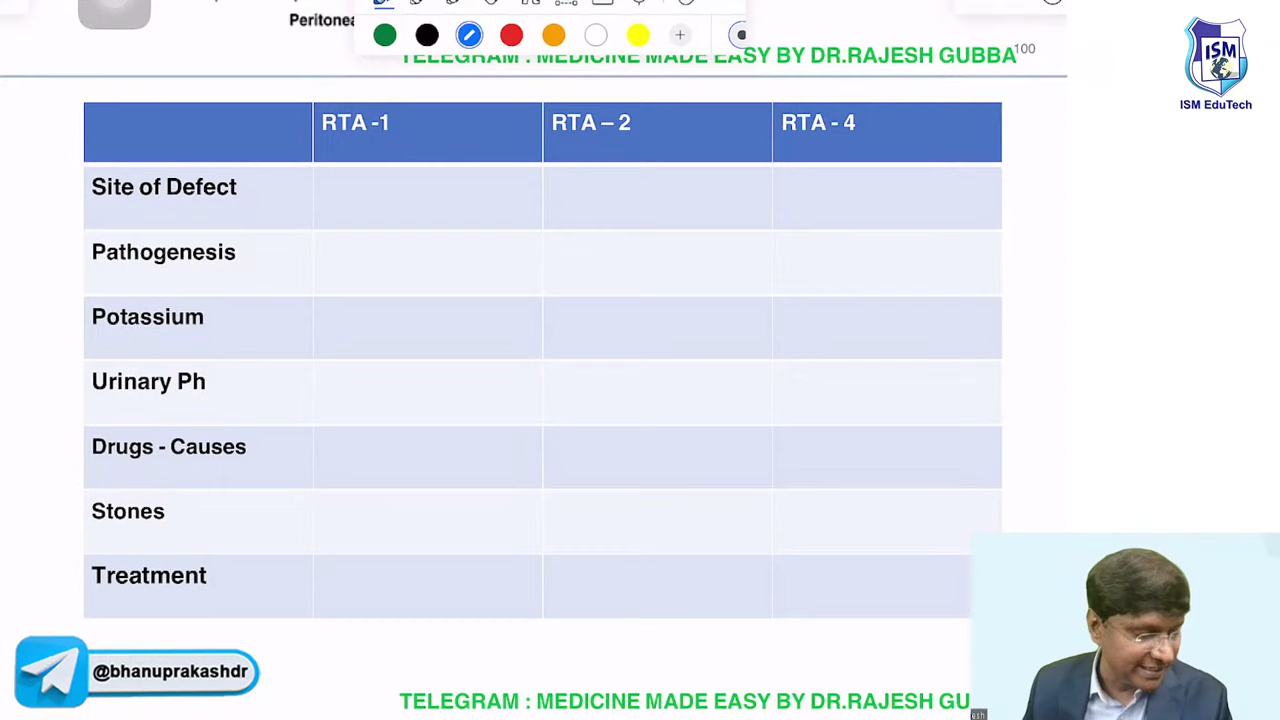 Peritonea
TELEGRAM : MEDICINE MADE EASY BY DR.RAJESH GUBBA
100
ISM
ISM EduTech
RTA -1 RTA – 2 RTA - 4
Site of Defect
Pathogenesis
Potassium
Urinary Ph
Drugs - Causes
Stones
Treatment
@bhanuprakashdr
TELEGRAM : MEDICINE MADE EASY BY DR.RAJESH GU
esh